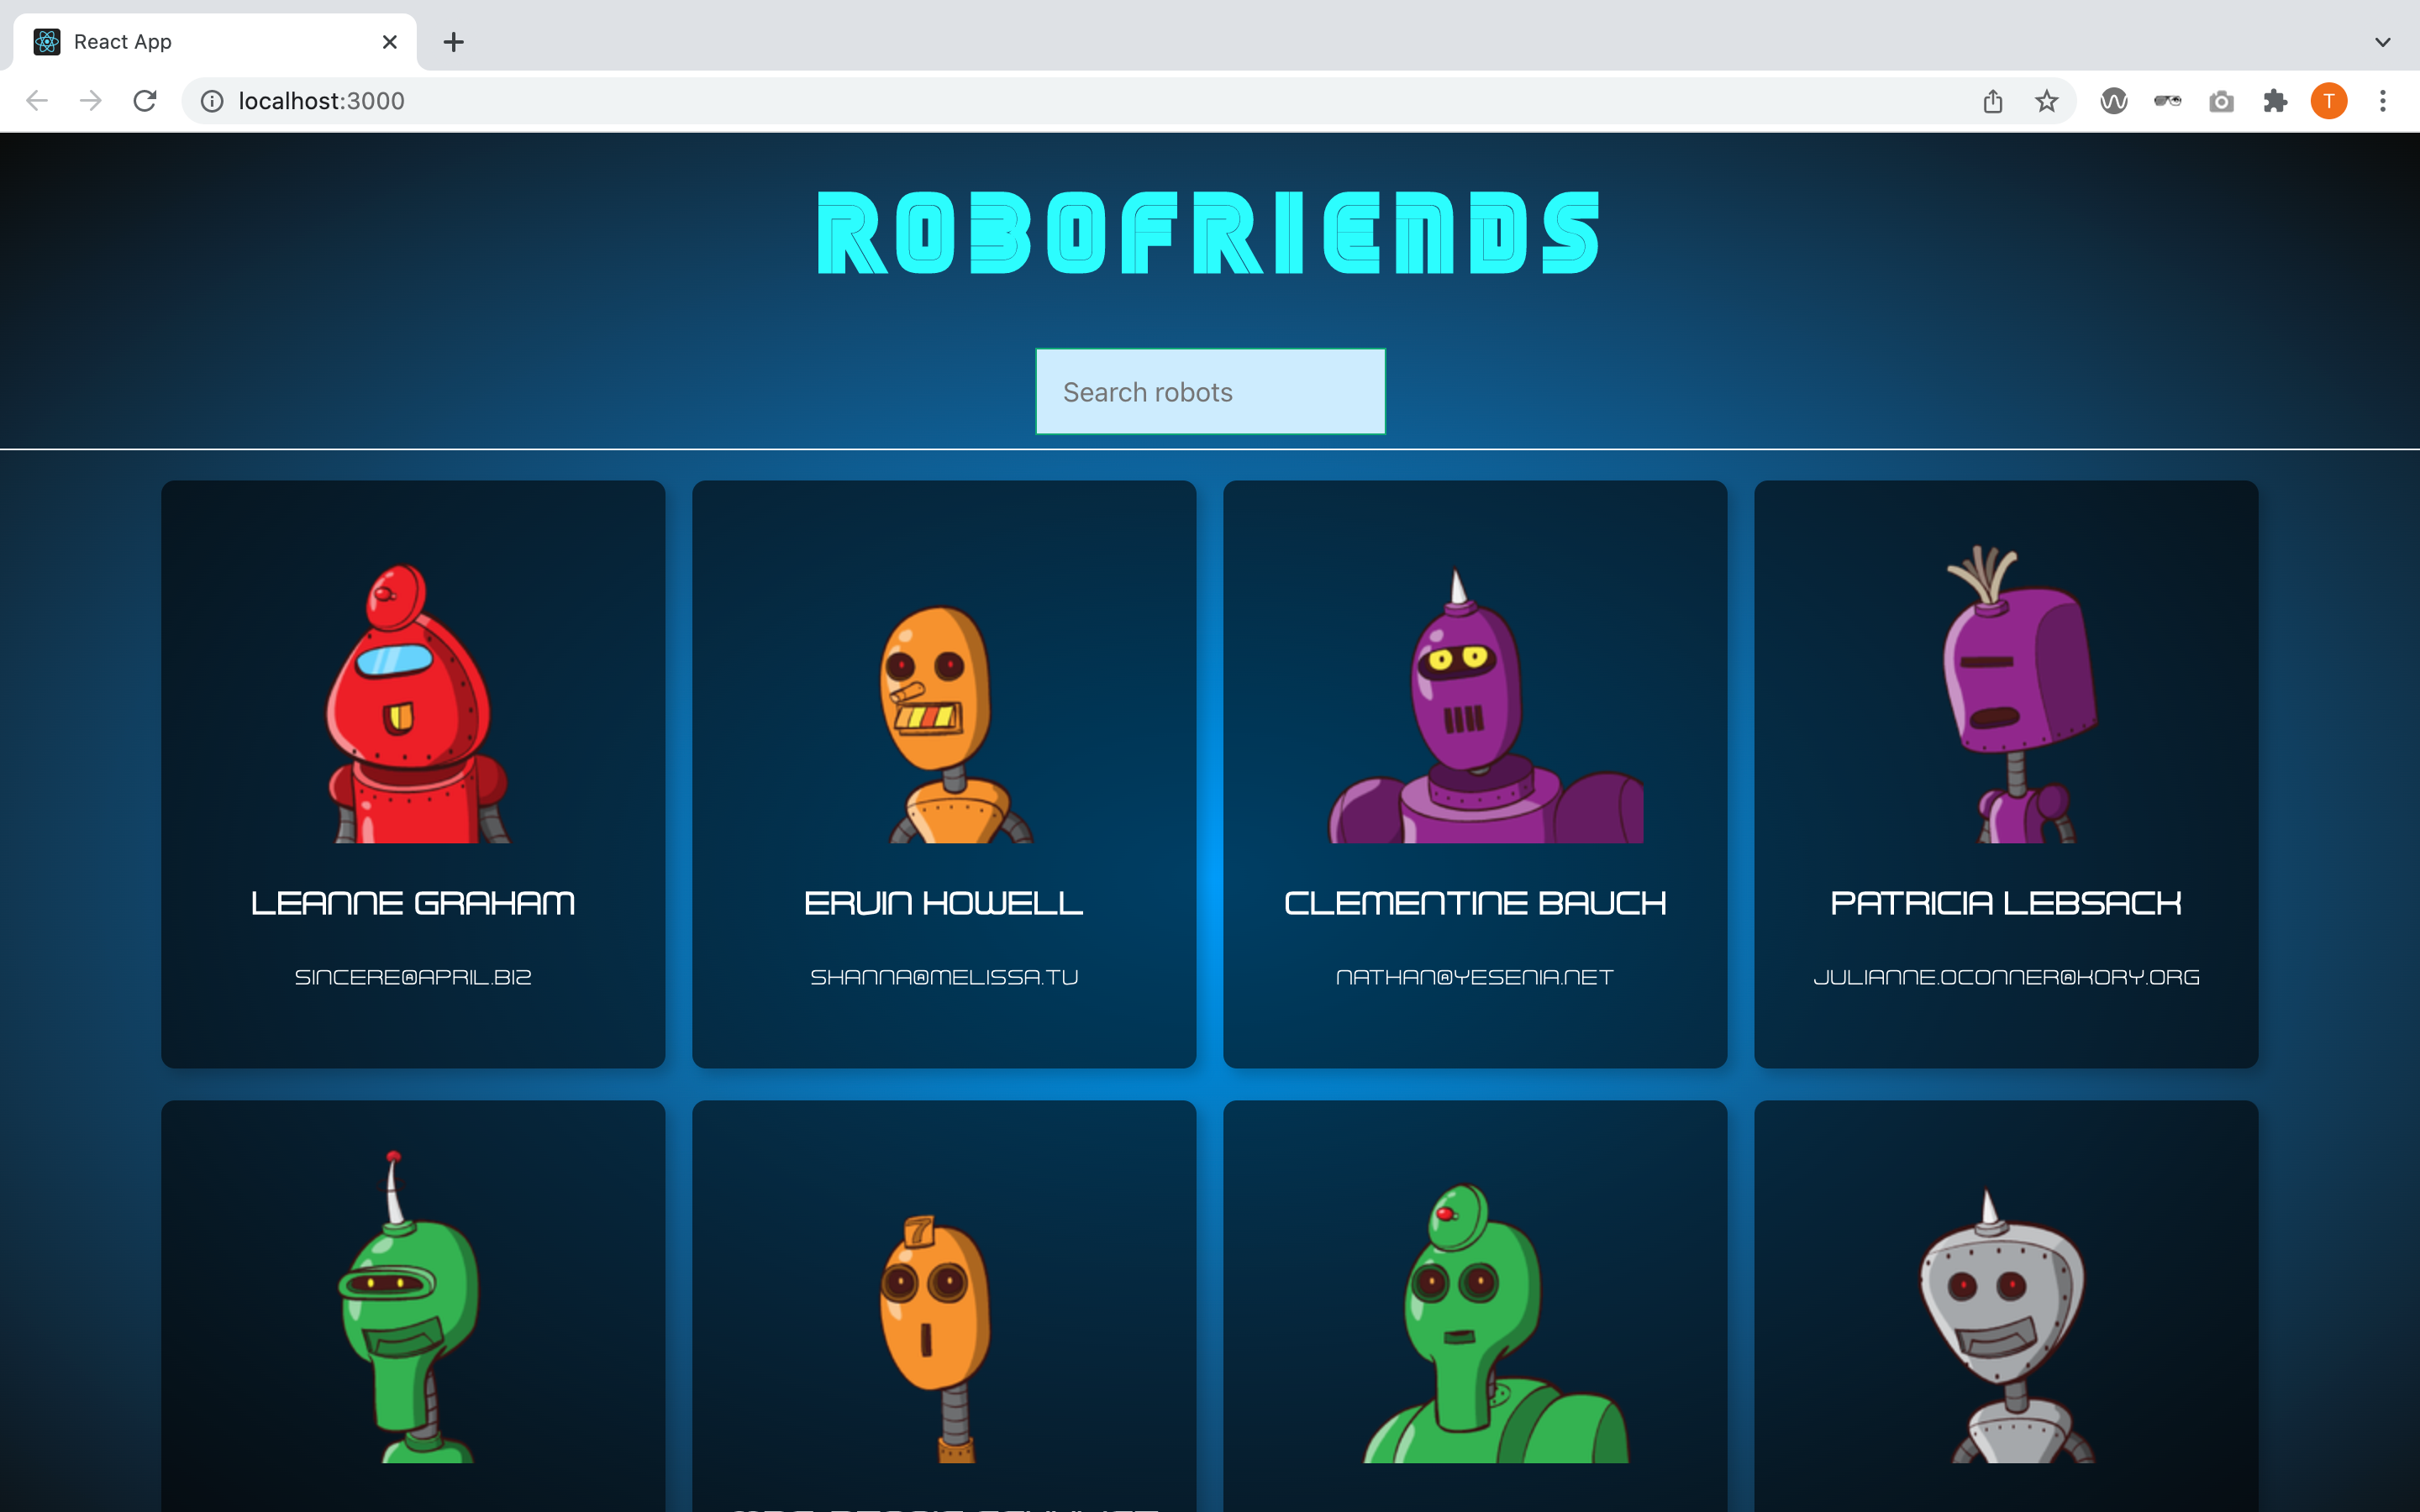 React App
localhost:3000
T
ROBOFRIENDS
Search robots
LEANNE GRAHAM
ERVIN HOWELL
CLEMENTINE BAUCH
PATRICIA LEBSACK
SINCERE@APRIL.BIZ
SHANNA@MELISSA.TV
NATHAN@YESENIA.NET
JULIANNE.OCONNER@KORY.ORG
7